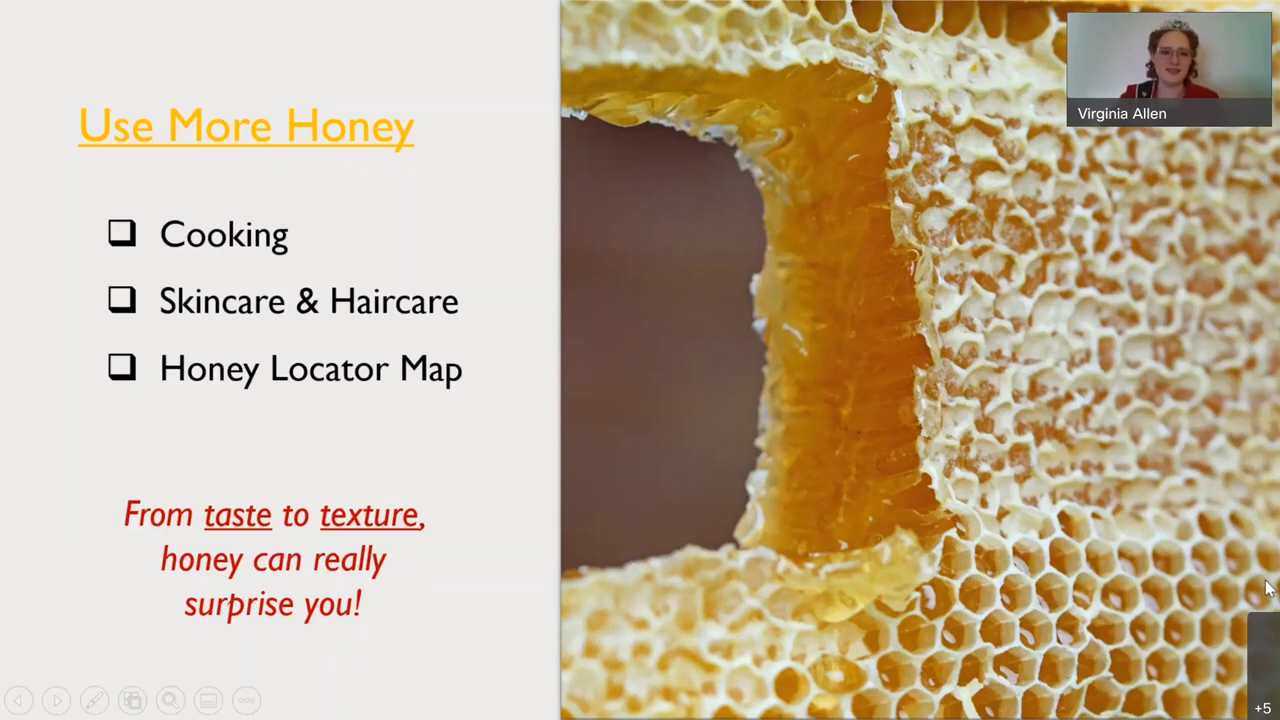 Use More Honey
Cooking
Skincare & Haircare
Honey Locator Map
From taste to texture,
honey can really
surprise you!
Virginia Allen
+5